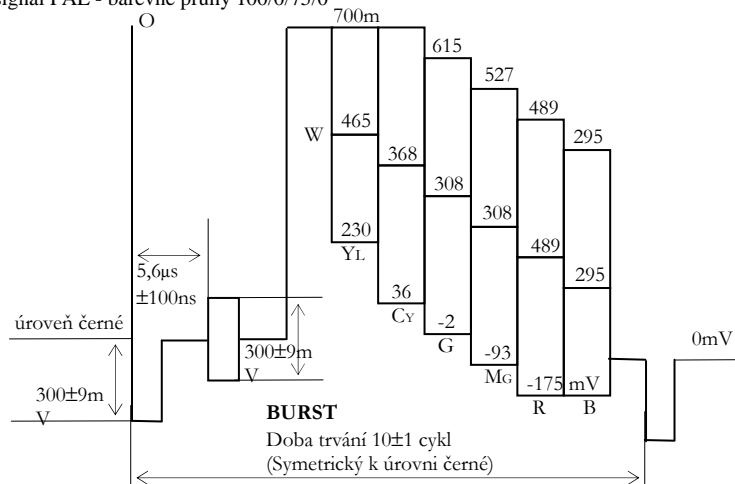 signál PAL - barevné pruhy 100/0/75/0
O
700m
615
527
W
465
489
295
368
308
308
230
489
YL
295
5,6µs
±100ns
36
CY
-2
úroveň černé
G
0mV
300±9m
V
-93
MG
-175 mV
300±9m
V
R
B
BURST
Doba trvání 10±1 cykl
(Symetrický k úrovni černé)